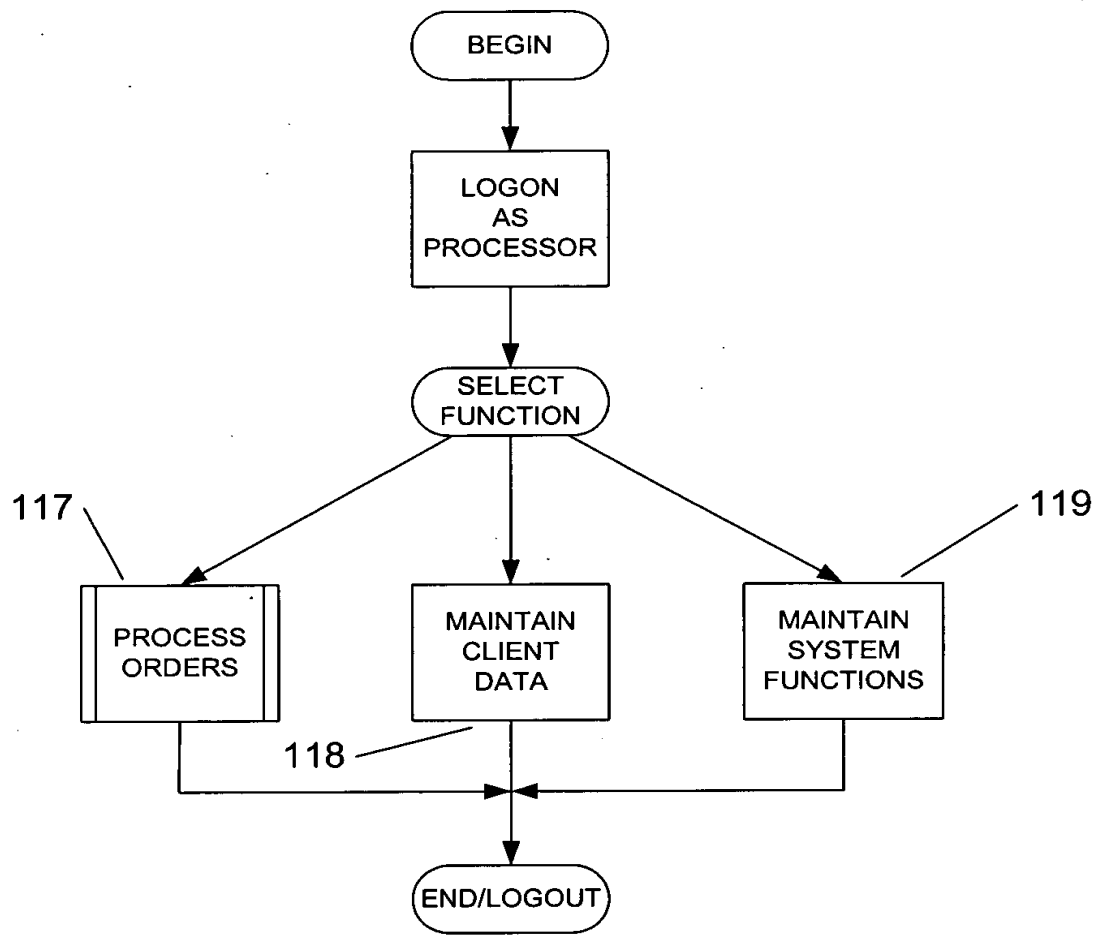 BEGIN
LOGON
AS
PROCESSOR
SELECT
FUNCTION
117
119
PROCESS
ORDERS
MAINTAIN
CLIENT
DATA
MAINTAIN
SYSTEM
FUNCTIONS
118
END/LOGOUT